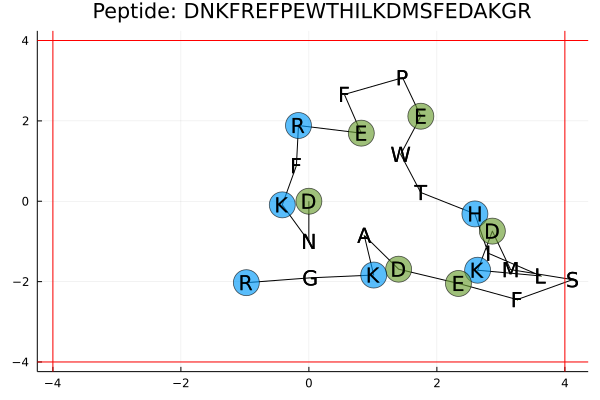 Peptide: DNKFREFPEWTHILKDMSFEDAKGR
4
P
F
E
2
R
E
W
F
T
0
K
D
H
D
N
A
I
K
D
K
M
L
S
-2
R
G
E
F
-4
-4
-2
0
2
4